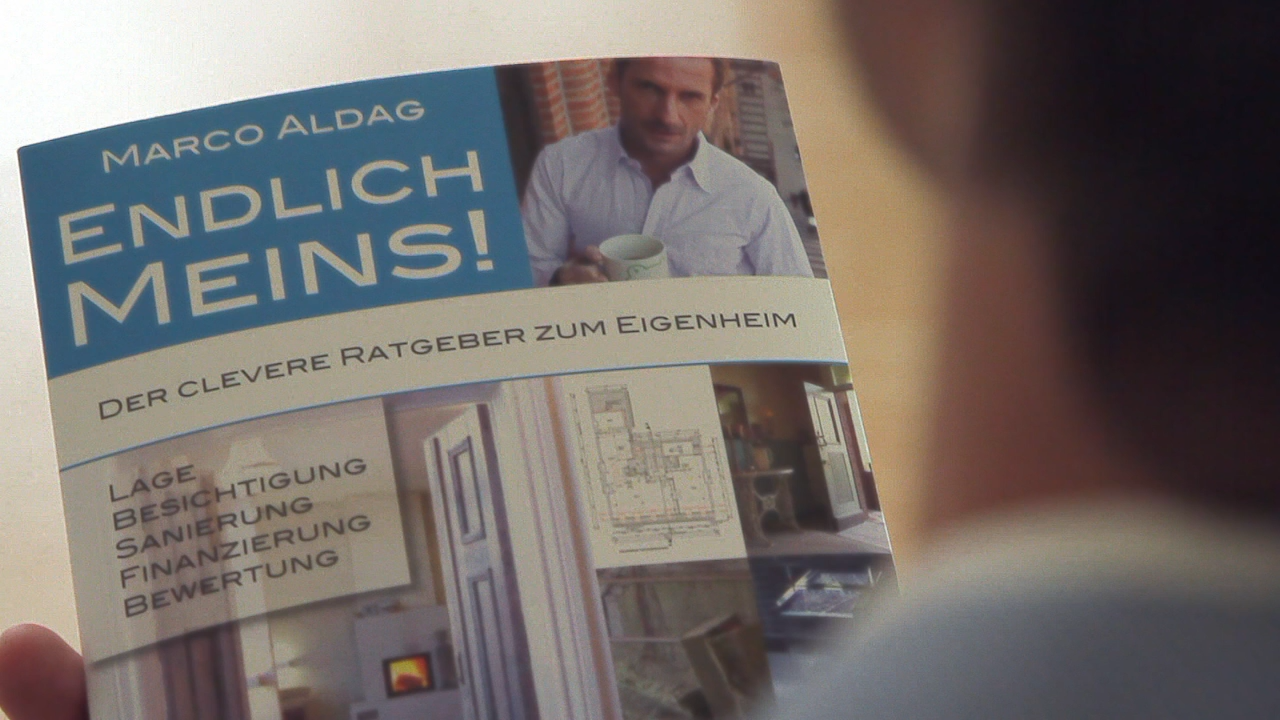 MARCO ALDAG
ENDLICH
MEINS!
DER CLEVERE RATGEBER ZUM EIGENHEIM
LAGE
BESICHTIGUNG
SANIERUNG
FINANZIERUNG
BEWERTUNG